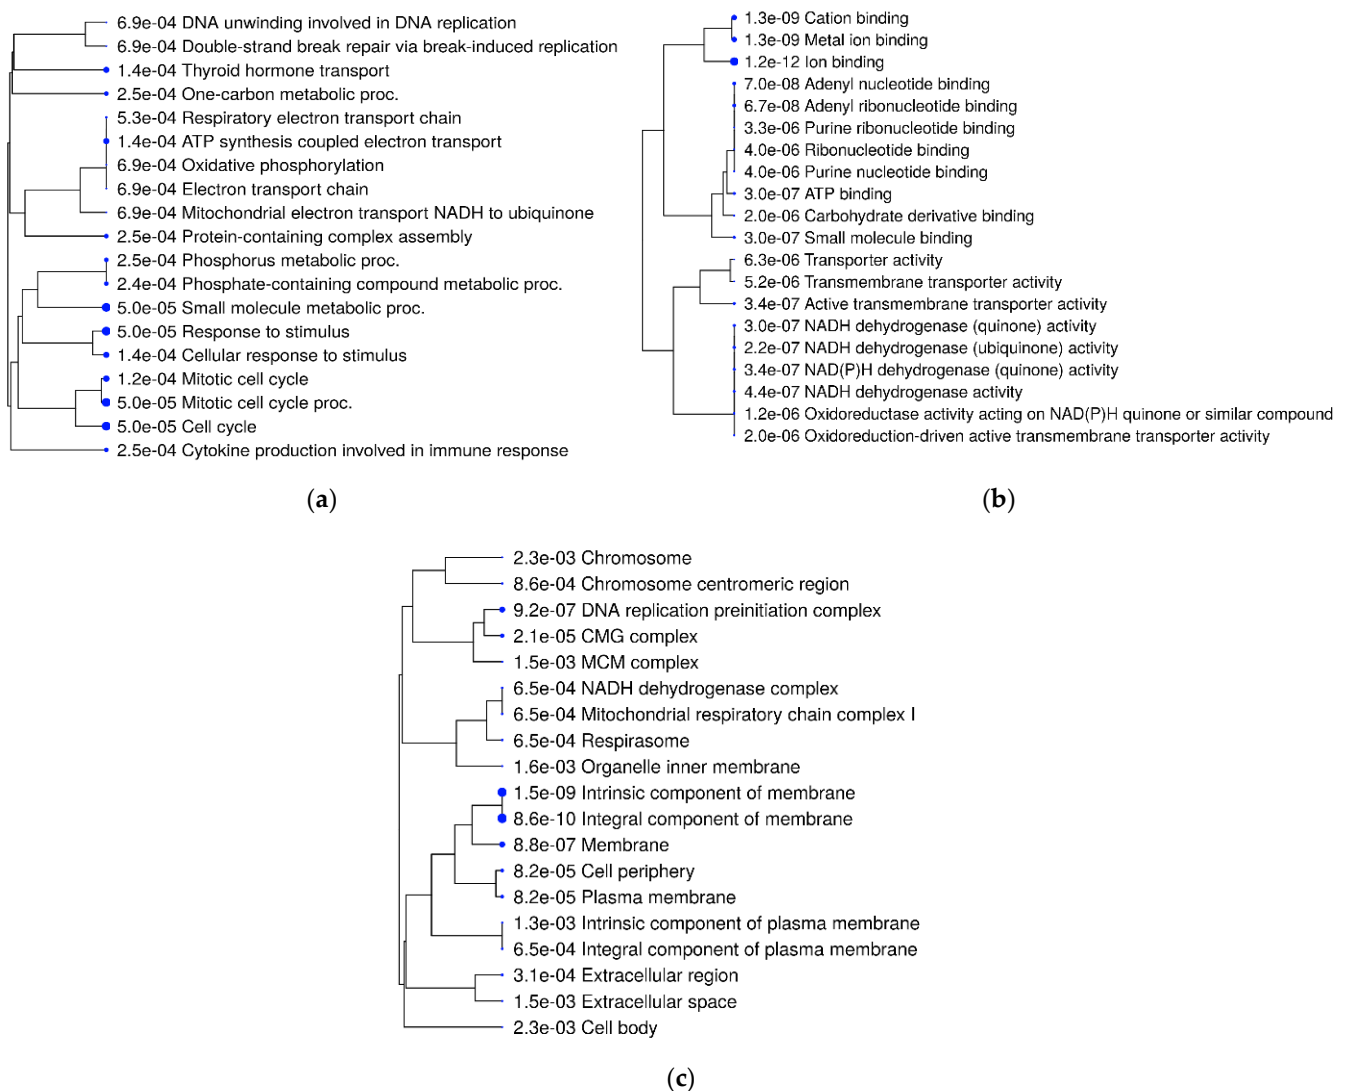 6.9e-04 DNA unwinding involved in DNA replication
6.9e-04 Double-strand break repair via break-induced replication
1.4e-04 Thyroid hormone transport
2.5e-04 One-carbon metabolic proc.
5.3e-04 Respiratory electron transport chain
1.4e-04 ATP synthesis coupled electron transport
6.9e-04 Oxidative phosphorylation
6.9e-04 Electron transport chain
6.9e-04 Mitochondrial electron transport NADH to ubiquinone
2.5e-04 Protein-containing complex assembly
2.5e-04 Phosphorus metabolic proc.
2.4e-04 Phosphate-containing compound metabolic proc.
5.0e-05 Small molecule metabolic proc.
5.0e-05 Response to stimulus
1.4e-04 Cellular response to stimulus
1.2e-04 Mitotic cell cycle
5.0e-05 Mitotic cell cycle proc.
5.0e-05 Cell cycle
2.5e-04 Cytokine production involved in immune response
(a)
1.3e-09 Cation binding
1.3e-09 Metal ion binding
1.2e-12 Ion binding
7.0e-08 Adenyl nucleotide binding
6.7e-08 Adenyl ribonucleotide binding
3.3e-06 Purine ribonucleotide binding
4.0e-06 Ribonucleotide binding
4.0e-06 Purine nucleotide binding
3.0e-07 ATP binding
2.0e-06 Carbohydrate derivative binding
3.0e-07 Small molecule binding
6.3e-06 Transporter activity
5.2e-06 Transmembrane transporter activity
3.4e-07 Active transmembrane transporter activity
3.0e-07 NADH dehydrogenase (quinone) activity
2.2e-07 NADH dehydrogenase (ubiquinone) activity
3.4e-07 NAD(P)H dehydrogenase (quinone) activity
4.4e-07 NADH dehydrogenase activity
1.2e-06 Oxidoreductase activity acting on NAD(P)H quinone or similar compound
2.0e-06 Oxidoreduction-driven active transmembrane transporter activity
(b)
2.3e-03 Chromosome
8.6e-04 Chromosome centromeric region
9.2e-07 DNA replication preinitiation complex
2.1e-05 CMG complex
1.5e-03 MCM complex
6.5e-04 NADH dehydrogenase complex
6.5e-04 Mitochondrial respiratory chain complex I
6.5e-04 Respirasome
1.6e-03 Organelle inner membrane
1.5e-09 Intrinsic component of membrane
8.6e-10 Integral component of membrane
8.8e-07 Membrane
8.2e-05 Cell periphery
8.2e-05 Plasma membrane
1.3e-03 Intrinsic component of plasma membrane
6.5e-04 Integral component of plasma membrane
3.1e-04 Extracellular region
1.5e-03 Extracellular space
2.3e-03 Cell body
(c)